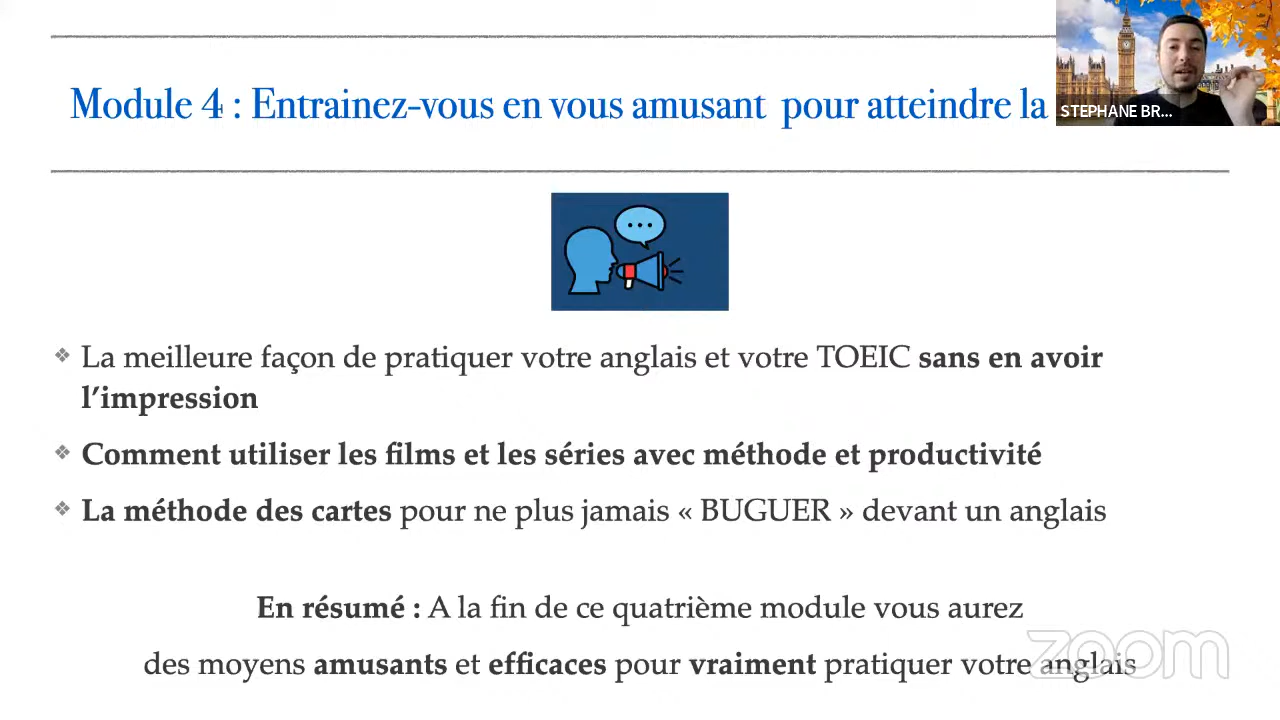 Module 4 : Entrainez-vous en vous amusant pour atteindre la
STEPHANE BR...
❖ La meilleure façon de pratiquer votre anglais et votre TOEIC sans en avoir
l’impression
❖ Comment utiliser les films et les séries avec méthode et productivité
❖ La méthode des cartes pour ne plus jamais « BUGUER » devant un anglais
En résumé : A la fin de ce quatrième module vous aurez
des moyens amusants et efficaces pour vraiment pratiquer votre anglais
zoom